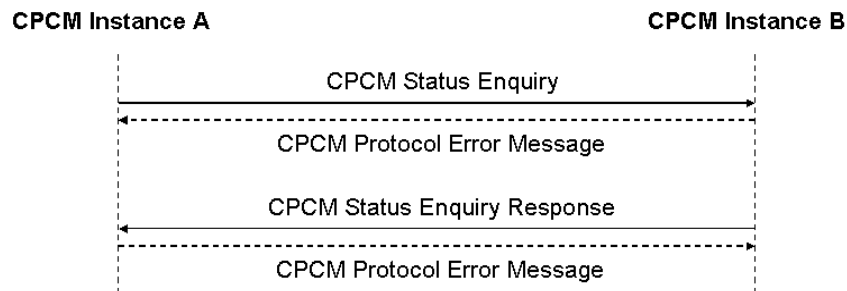 CPCM Instance A
CPCM Instance B
CPCM Status Enquiry
CPCM Protocol Error Message
CPCM Status Enquiry Response
CPCM Protocol Error Message